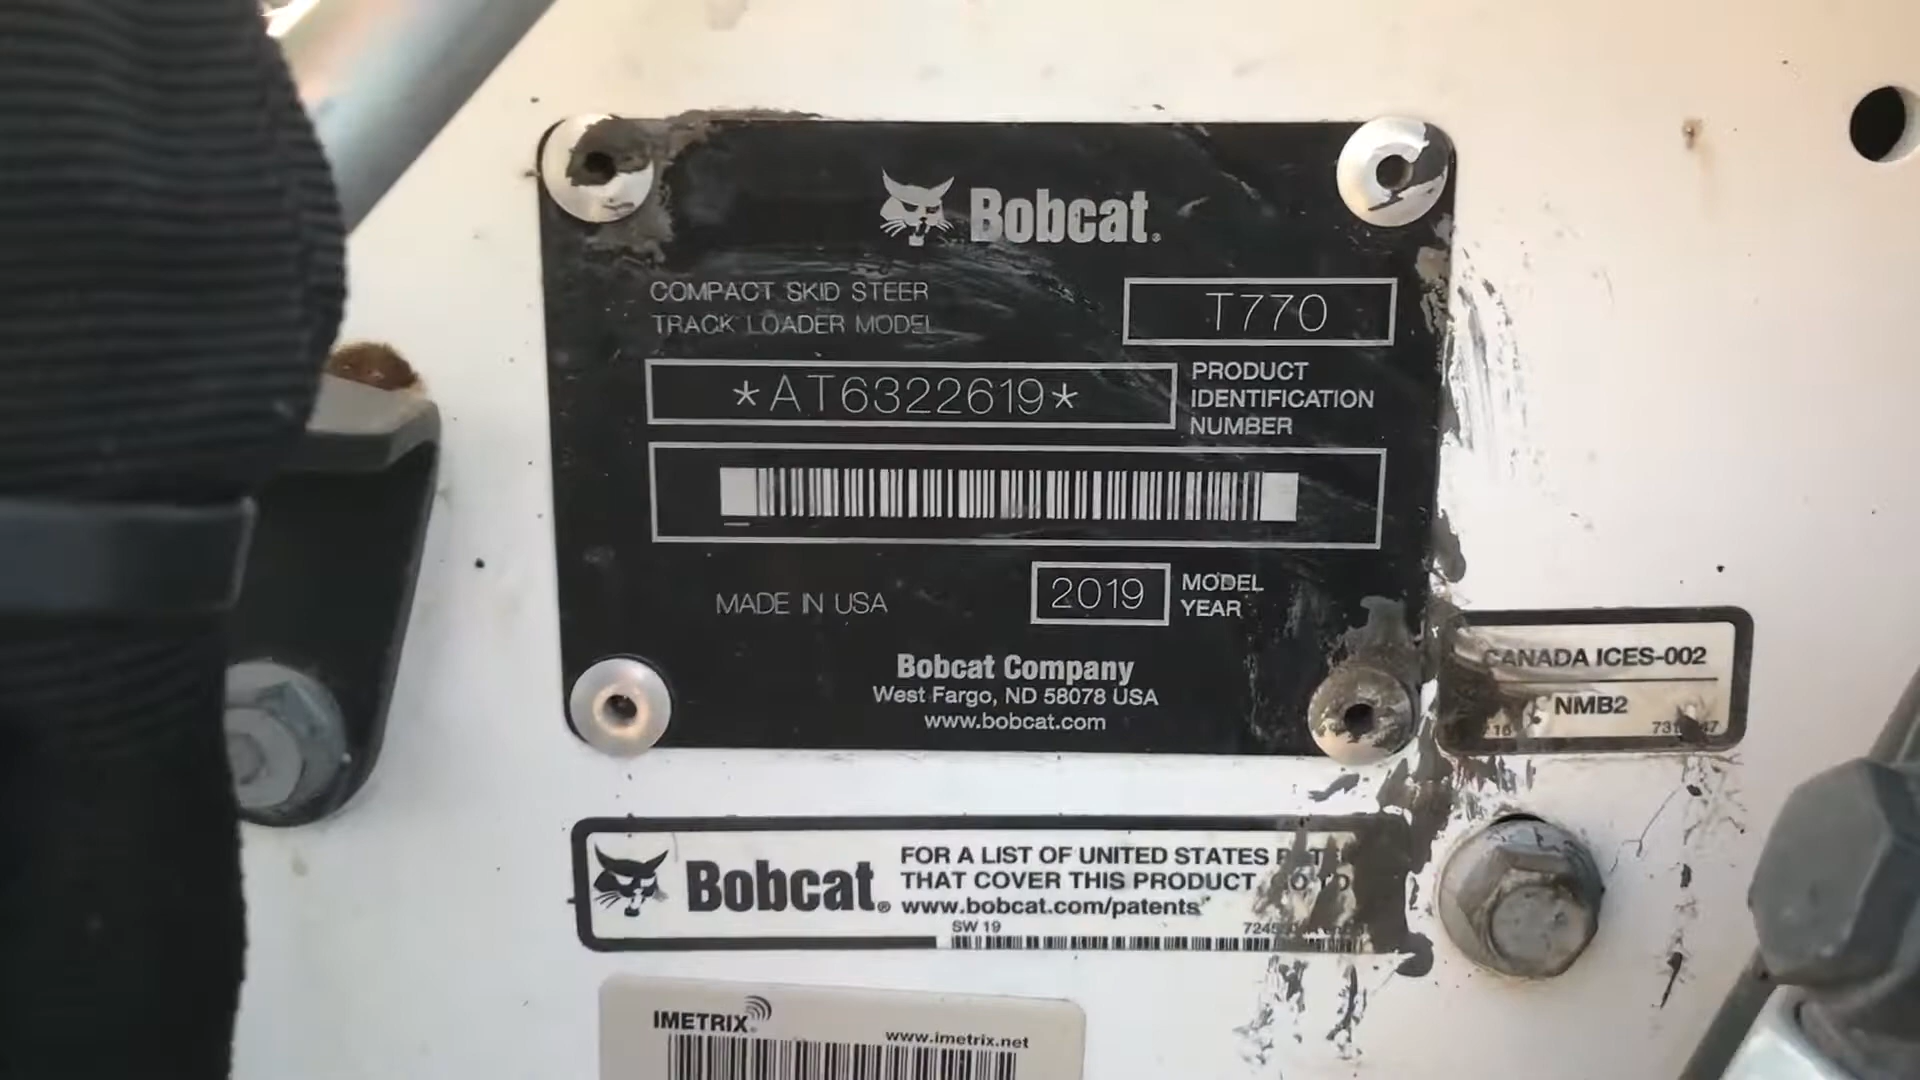 Bobcat®
COMPACT SKID STEER
TRACK LOADER MODEL
T770
*AT6322619*
PRODUCT
IDENTIFICATION
NUMBER
MADE IN USA
2019
MODEL
YEAR
Bobcat Company
West Fargo, ND 58078 USA
www.bobcat.com
CANADA ICES-002
NMB2
Bobcat®
FOR A LIST OF UNITED STATES
THAT COVER THIS PRODUCT, GO TO
www.bobcat.com/patents
SW 19
IMETRIX®
www.imetrix.net